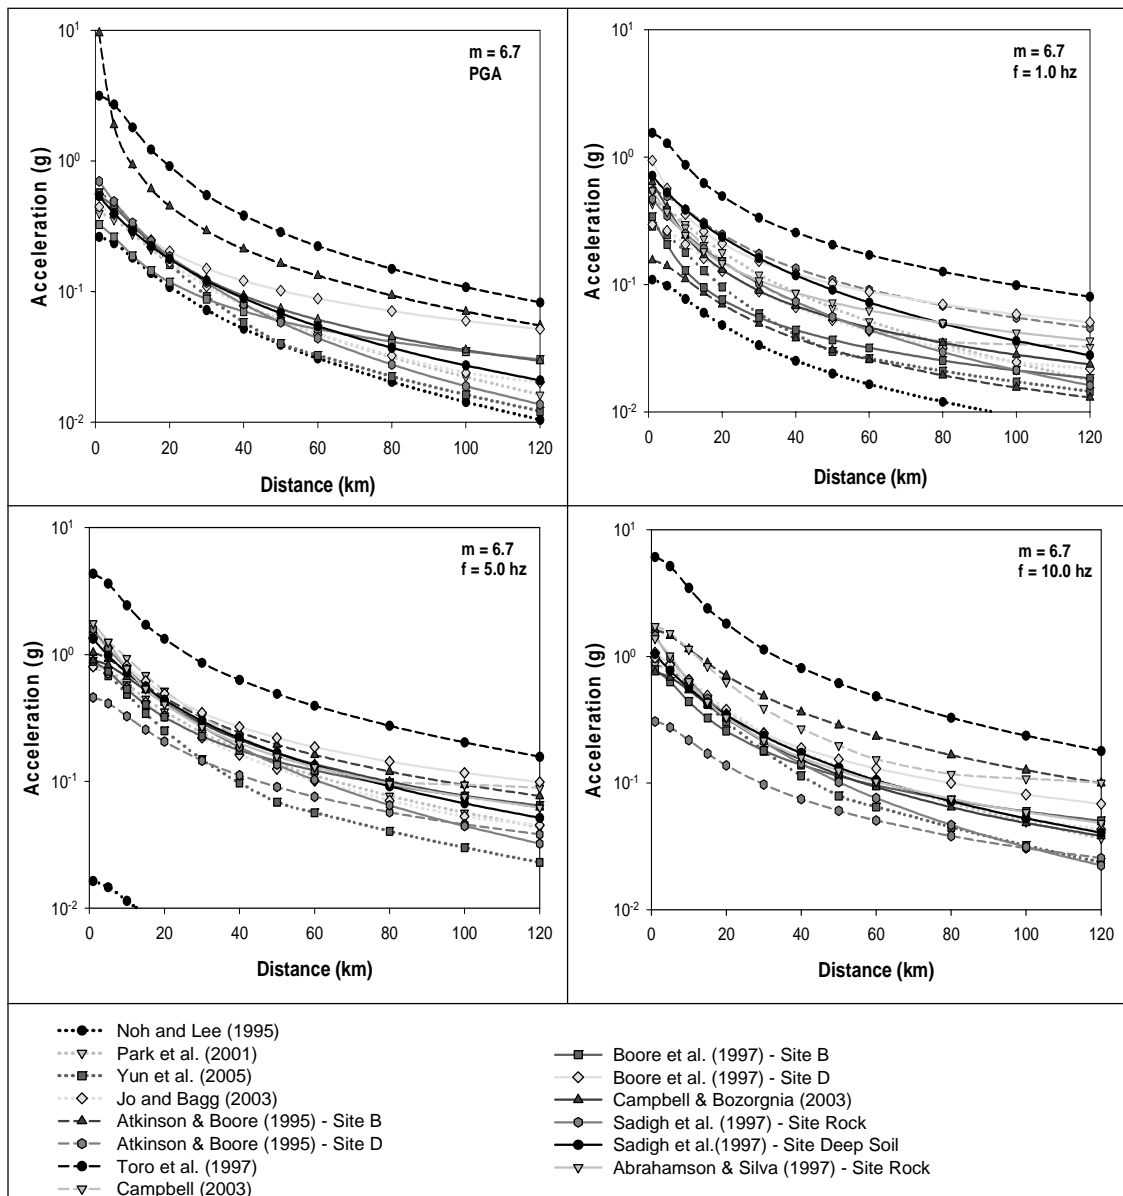 m = 6.7
PGA
Acceleration (g)
10^1
10^0
10^-1
10^-2
0 20 40 60 80 100 120
Distance (km)
m = 6.7
f = 1.0 hz
Acceleration (g)
10^1
10^0
10^-1
10^-2
0 20 40 60 80 100 120
Distance (km)
m = 6.7
f = 5.0 hz
Acceleration (g)
10^1
10^0
10^-1
10^-2
0 20 40 60 80 100 120
Distance (km)
m = 6.7
f = 10.0 hz
Acceleration (g)
10^1
10^0
10^-1
10^-2
0 20 40 60 80 100 120
Distance (km)
Noh and Lee (1995)
Park et al. (2001)
Yun et al. (2005)
Jo and Bagg (2003)
Atkinson & Boore (1995) - Site B
Atkinson & Boore (1995) - Site D
Toro et al. (1997)
Campbell (2003)
Boore et al. (1997) - Site B
Boore et al. (1997) - Site D
Campbell & Bozorgnia (2003)
Sadigh et al. (1997) - Site Rock
Sadigh et al.(1997) - Site Deep Soil
Abrahamson & Silva (1997) - Site Rock